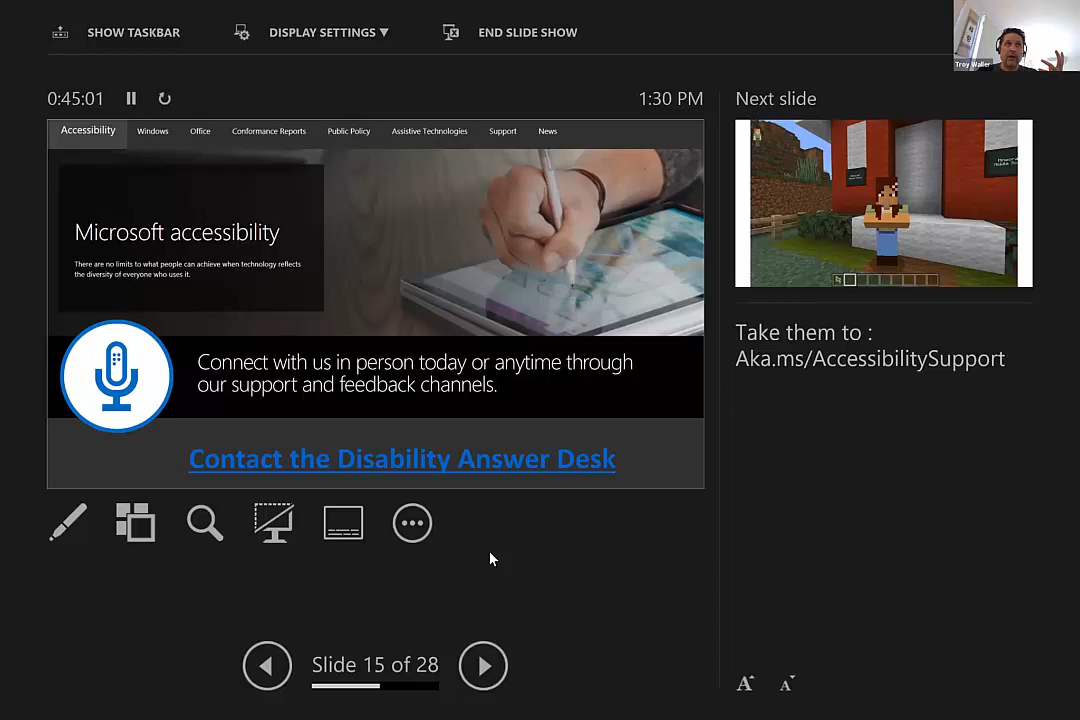 SHOW TASKBAR
DISPLAY SETTINGS ▼
END SLIDE SHOW
Troy Waller
0:45:01
1:30 PM
Next slide
Accessibility
Windows
Office
Conformance Reports
Public Policy
Assistive Technologies
Support
News
Microsoft accessibility
There are no limits to what people can achieve when technology reflects
the diversity of everyone who uses it.
Connect with us in person today or anytime through
our support and feedback channels.
Contact the Disability Answer Desk
Take them to :
Aka.ms/AccessibilitySupport
Slide 15 of 28
A
A